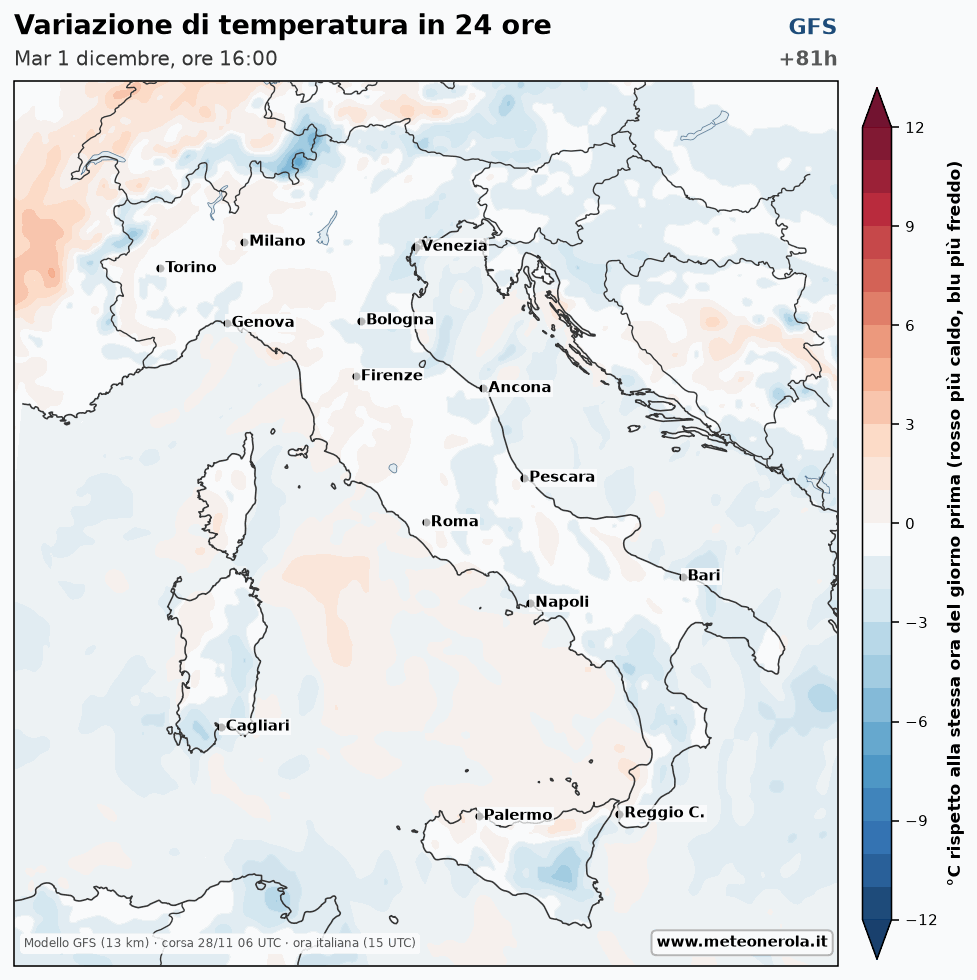 Variazione di temperatura in 24 ore
GFS
Mar 1 dicembre, ore 16:00
+81h
Milano
Torino
Venezia
Genova
Bologna
Firenze
Ancona
Pescara
Roma
Bari
Napoli
Cagliari
Palermo
Reggio C.
12
9
6
3
0
−3
−6
−9
−12
°C rispetto alla stessa ora del giorno prima (rosso più caldo, blu più freddo)
Modello GFS (13 km) · corsa 28/11 06 UTC · ora italiana (15 UTC)
www.meteonerola.it